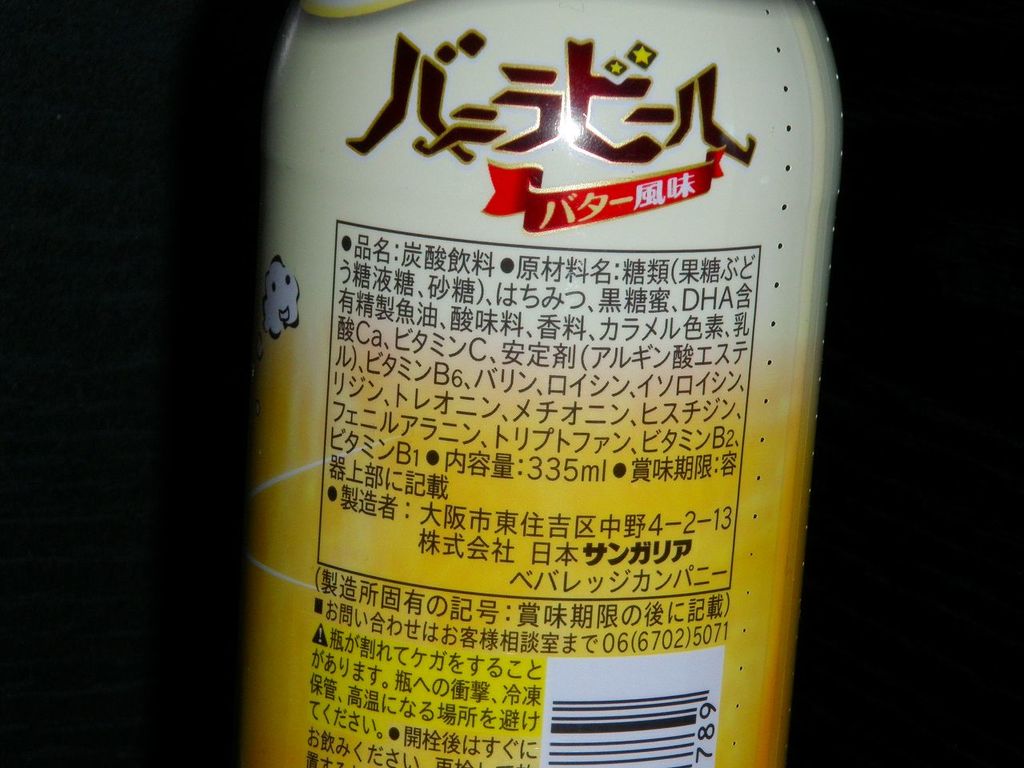 バーラビール
バター風味
●品名:炭酸飲料●原材料名:糖類(果糖ぶど
う糖液糖、砂糖)、はちみつ、黒糖蜜、DHA含
有精製魚油、酸味料、香料、カラメル色素、乳
酸Ca、ビタミンC、安定剤(アルギン酸エステ
ル)、ビタミンB6、バリン、ロイシン、イソロイシン、
リジン、トレオニン、メチオニン、ヒスチジン、
フェニルアラニン、トリプトファン、ビタミンB2、
ビタミンB1●内容量:335ml●賞味期限:容
器上部に記載
●製造者:大阪市東住吉区中野4-2-13
株式会社 日本サンガリア
ベバレッジカンパニー
(製造所固有の記号:賞味期限の後に記載)
■お問い合わせはお客様相談室まで06(6702)5071
⚠瓶が割れてケガをすること
があります。瓶への衝撃、冷凍
保管、高温になる場所を避け
てください。●開栓後はすぐに
お飲みください。
789